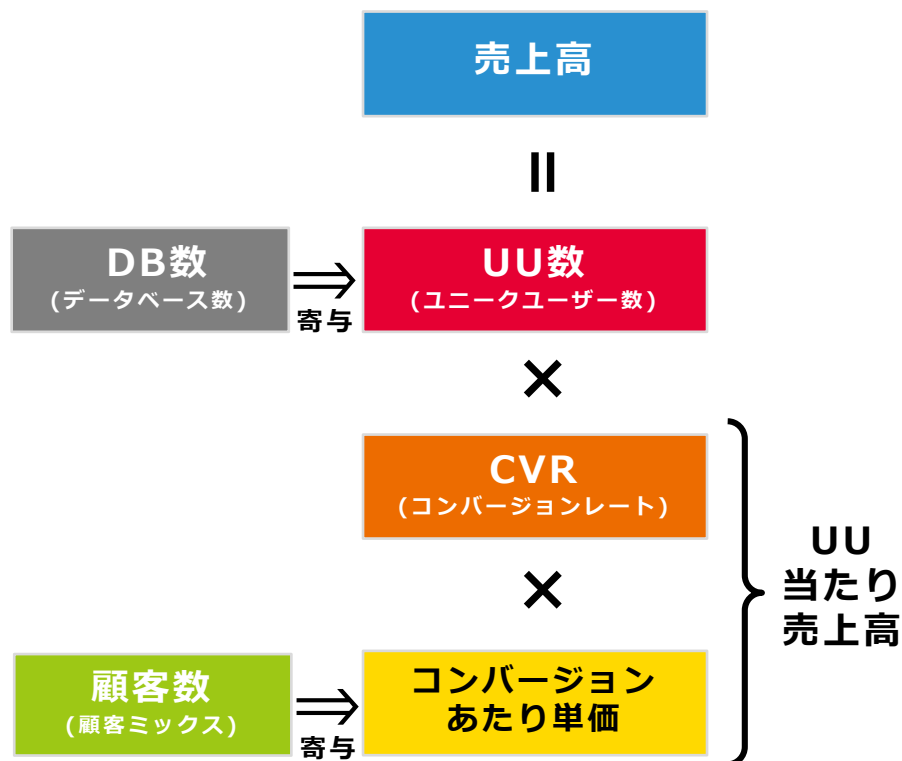 売上高
=
DB数
(データベース数)
⇒
寄与
UU数
(ユニークユーザー数)
×
CVR
(コンバージョンレート)
×
UU
当たり
売上高
顧客数
(顧客ミックス)
⇒
寄与
コンバージョン
あたり単価